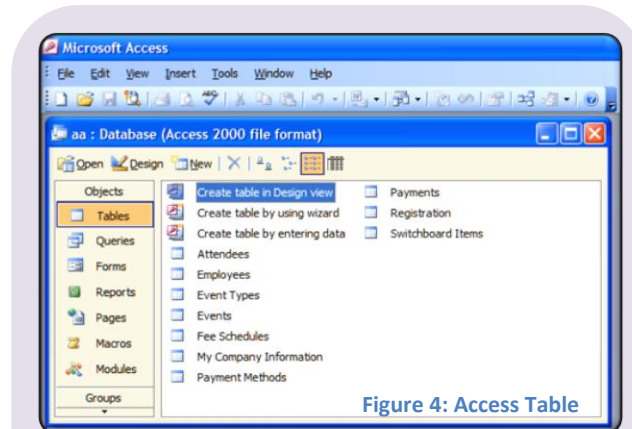 Microsoft Access
File Edit View Insert Tools Window Help
aa : Database (Access 2000 file format)
Open Design New
Objects
Tables
Queries
Forms
Reports
Pages
Macros
Modules
Groups
Create table in Design view
Create table by using wizard
Create table by entering data
Attendees
Employees
Event Types
Events
Fee Schedules
My Company Information
Payment Methods
Payments
Registration
Switchboard Items
Figure 4: Access Table